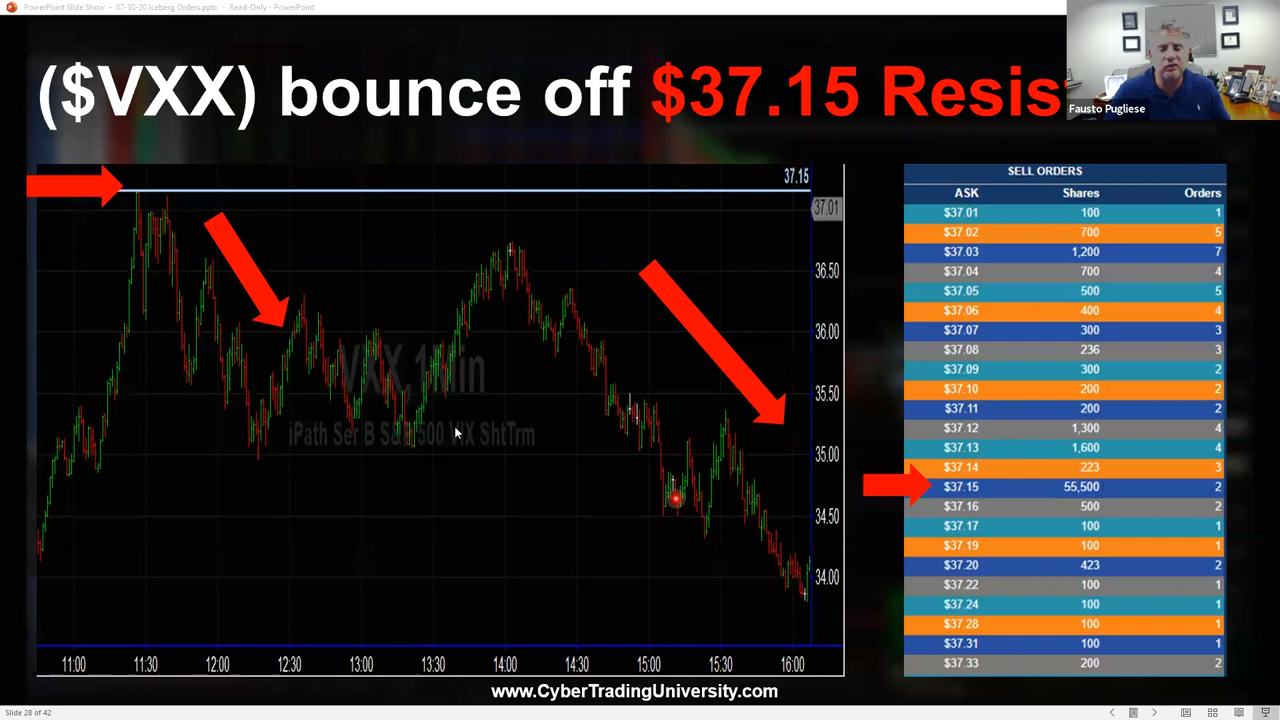 PowerPoint Slide Show - 07-30-20 Iceberg Orders.pptx - Read-Only - PowerPoint
($VXX) bounce off $37.15 Resis
Fausto Pugliese
37.15
37.01
36.50
36.00
35.50
35.00
34.50
34.00
VXX,1Min
iPath Ser B S&P 500 VIX ShtTrm
11:00 11:30 12:00 12:30 13:00 13:30 14:00 14:30 15:00 15:30 16:00
SELL ORDERS
ASK Shares Orders
$37.01 100 1
$37.02 700 5
$37.03 1,200 7
$37.04 700 4
$37.05 500 5
$37.06 400 4
$37.07 300 3
$37.08 236 3
$37.09 300 2
$37.10 200 2
$37.11 200 2
$37.12 1,300 4
$37.13 1,600 4
$37.14 223 3
$37.15 55,500 2
$37.16 500 2
$37.17 100 1
$37.19 100 1
$37.20 423 2
$37.22 100 1
$37.24 100 1
$37.28 100 1
$37.31 100 1
$37.33 200 2
www.CyberTradingUniversity.com
Slide 28 of 42